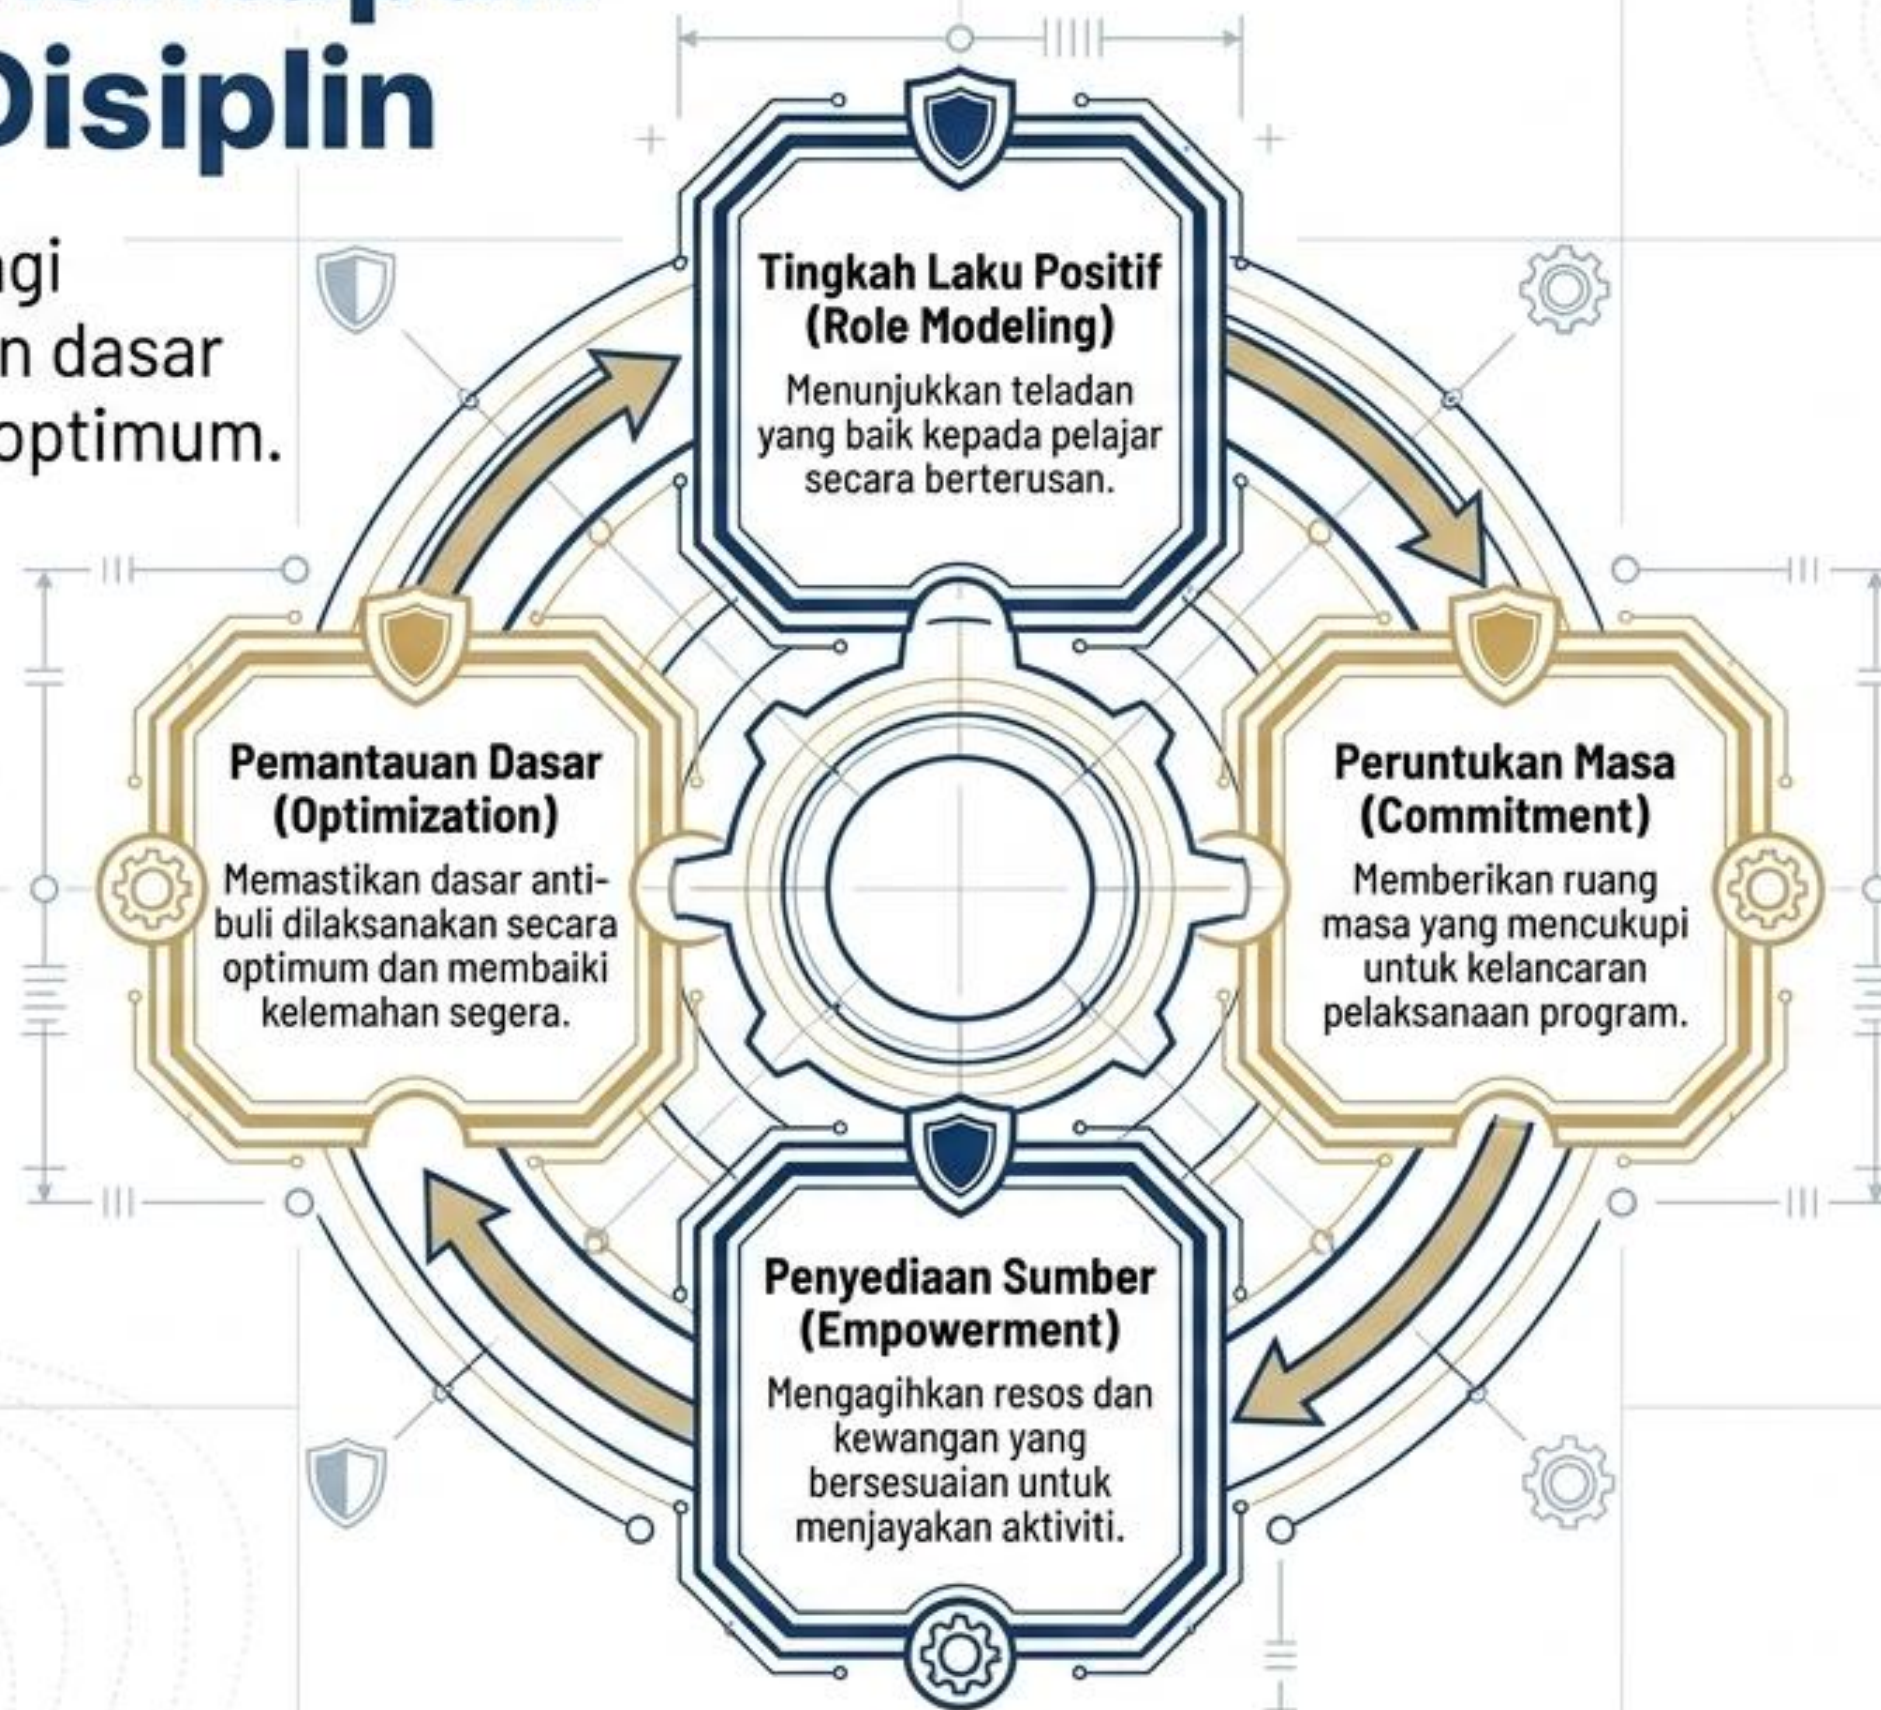 Disiplin
gi
n dasar
optimum.
Tingkah Laku Positif
(Role Modeling)
Menunjukkan teladan
yang baik kepada pelajar
secara berterusan.
Peruntukan Masa
(Commitment)
Memberikan ruang
masa yang mencukupi
untuk kelancaran
pelaksanaan program.
Penyediaan Sumber
(Empowerment)
Mengagihkan resos dan
kewangan yang
bersesuaian untuk
menjayakan aktiviti.
Pemantauan Dasar
(Optimization)
Memastikan dasar anti-
buli dilaksanakan secara
optimum dan membaiki
kelemahan segera.